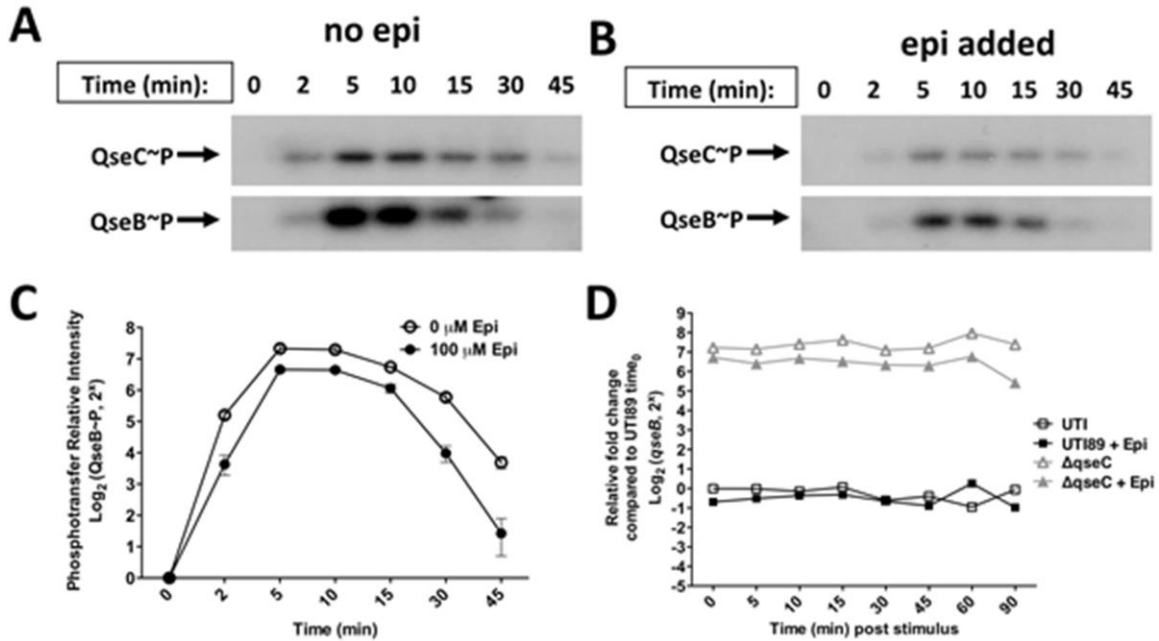 A
no epi
Time (min): 0 2 5 10 15 30 45
QseC~P
QseB~P
B
epi added
Time (min): 0 2 5 10 15 30 45
QseC~P
QseB~P
C
Phosphotransfer Relative Intensity
Log2 (QseB~P, 2ˣ)
8
7
6
5
4
3
2
1
0
0 μM Epi
100 μM Epi
0 2 5 10 15 30 45
Time (min)
D
Relative fold change
compared to UTI89 time₀
Log₂ (qseB, 2ˣ)
9
8
7
6
5
4
3
2
1
0
-1
-2
-3
-4
-5
UTI
UTI89 + Epi
ΔqseC
ΔqseC + Epi
0 5 10 15 30 45 60 90
Time (min) post stimulus